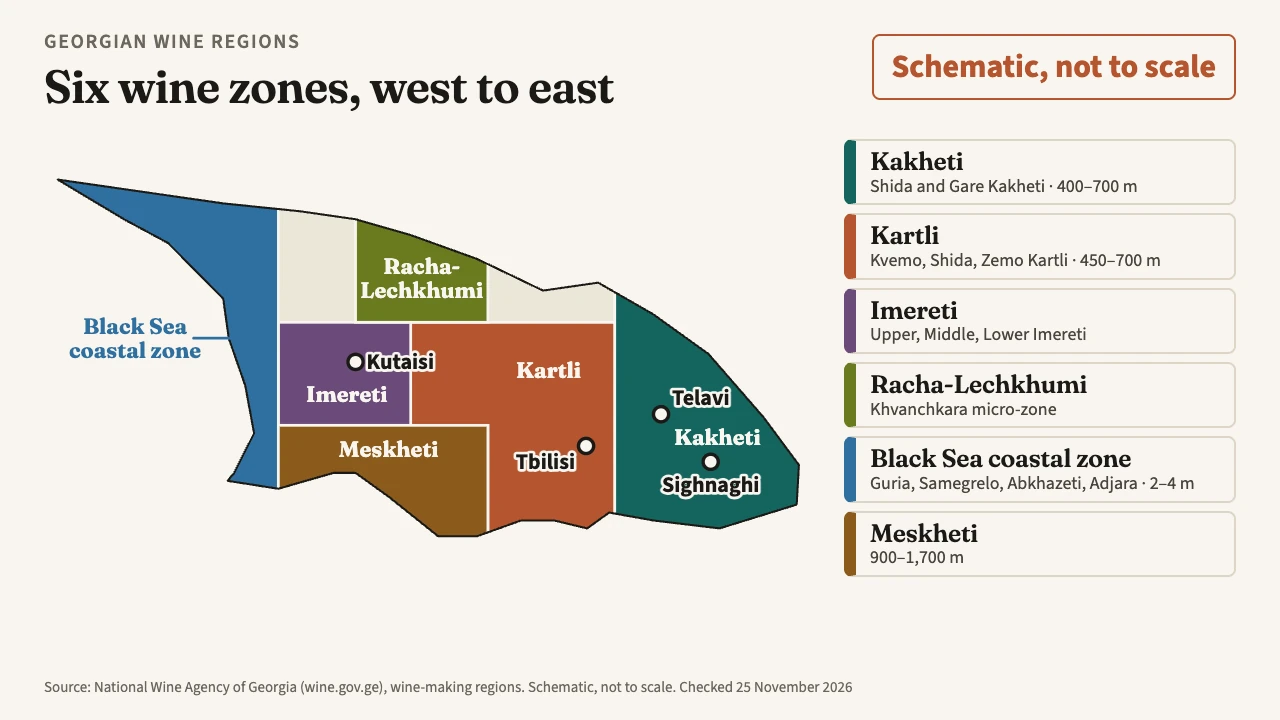 GEORGIAN WINE REGIONS
Six wine zones, west to east
Schematic, not to scale
Racha-
Lechkhumi
Black Sea
coastal zone
Kutaisi
Imereti
Kartli
Meskheti
Tbilisi
Telavi
Kakheti
Sighnaghi
Kakheti
Shida and Gare Kakheti · 400–700 m
Kartli
Kvemo, Shida, Zemo Kartli · 450–700 m
Imereti
Upper, Middle, Lower Imereti
Racha-Lechkhumi
Khvanchkara micro-zone
Black Sea coastal zone
Guria, Samegrelo, Abkhazeti, Adjara · 2–4 m
Meskheti
900–1,700 m
Source: National Wine Agency of Georgia (wine.gov.ge), wine-making regions. Schematic, not to scale. Checked 25 November 2026